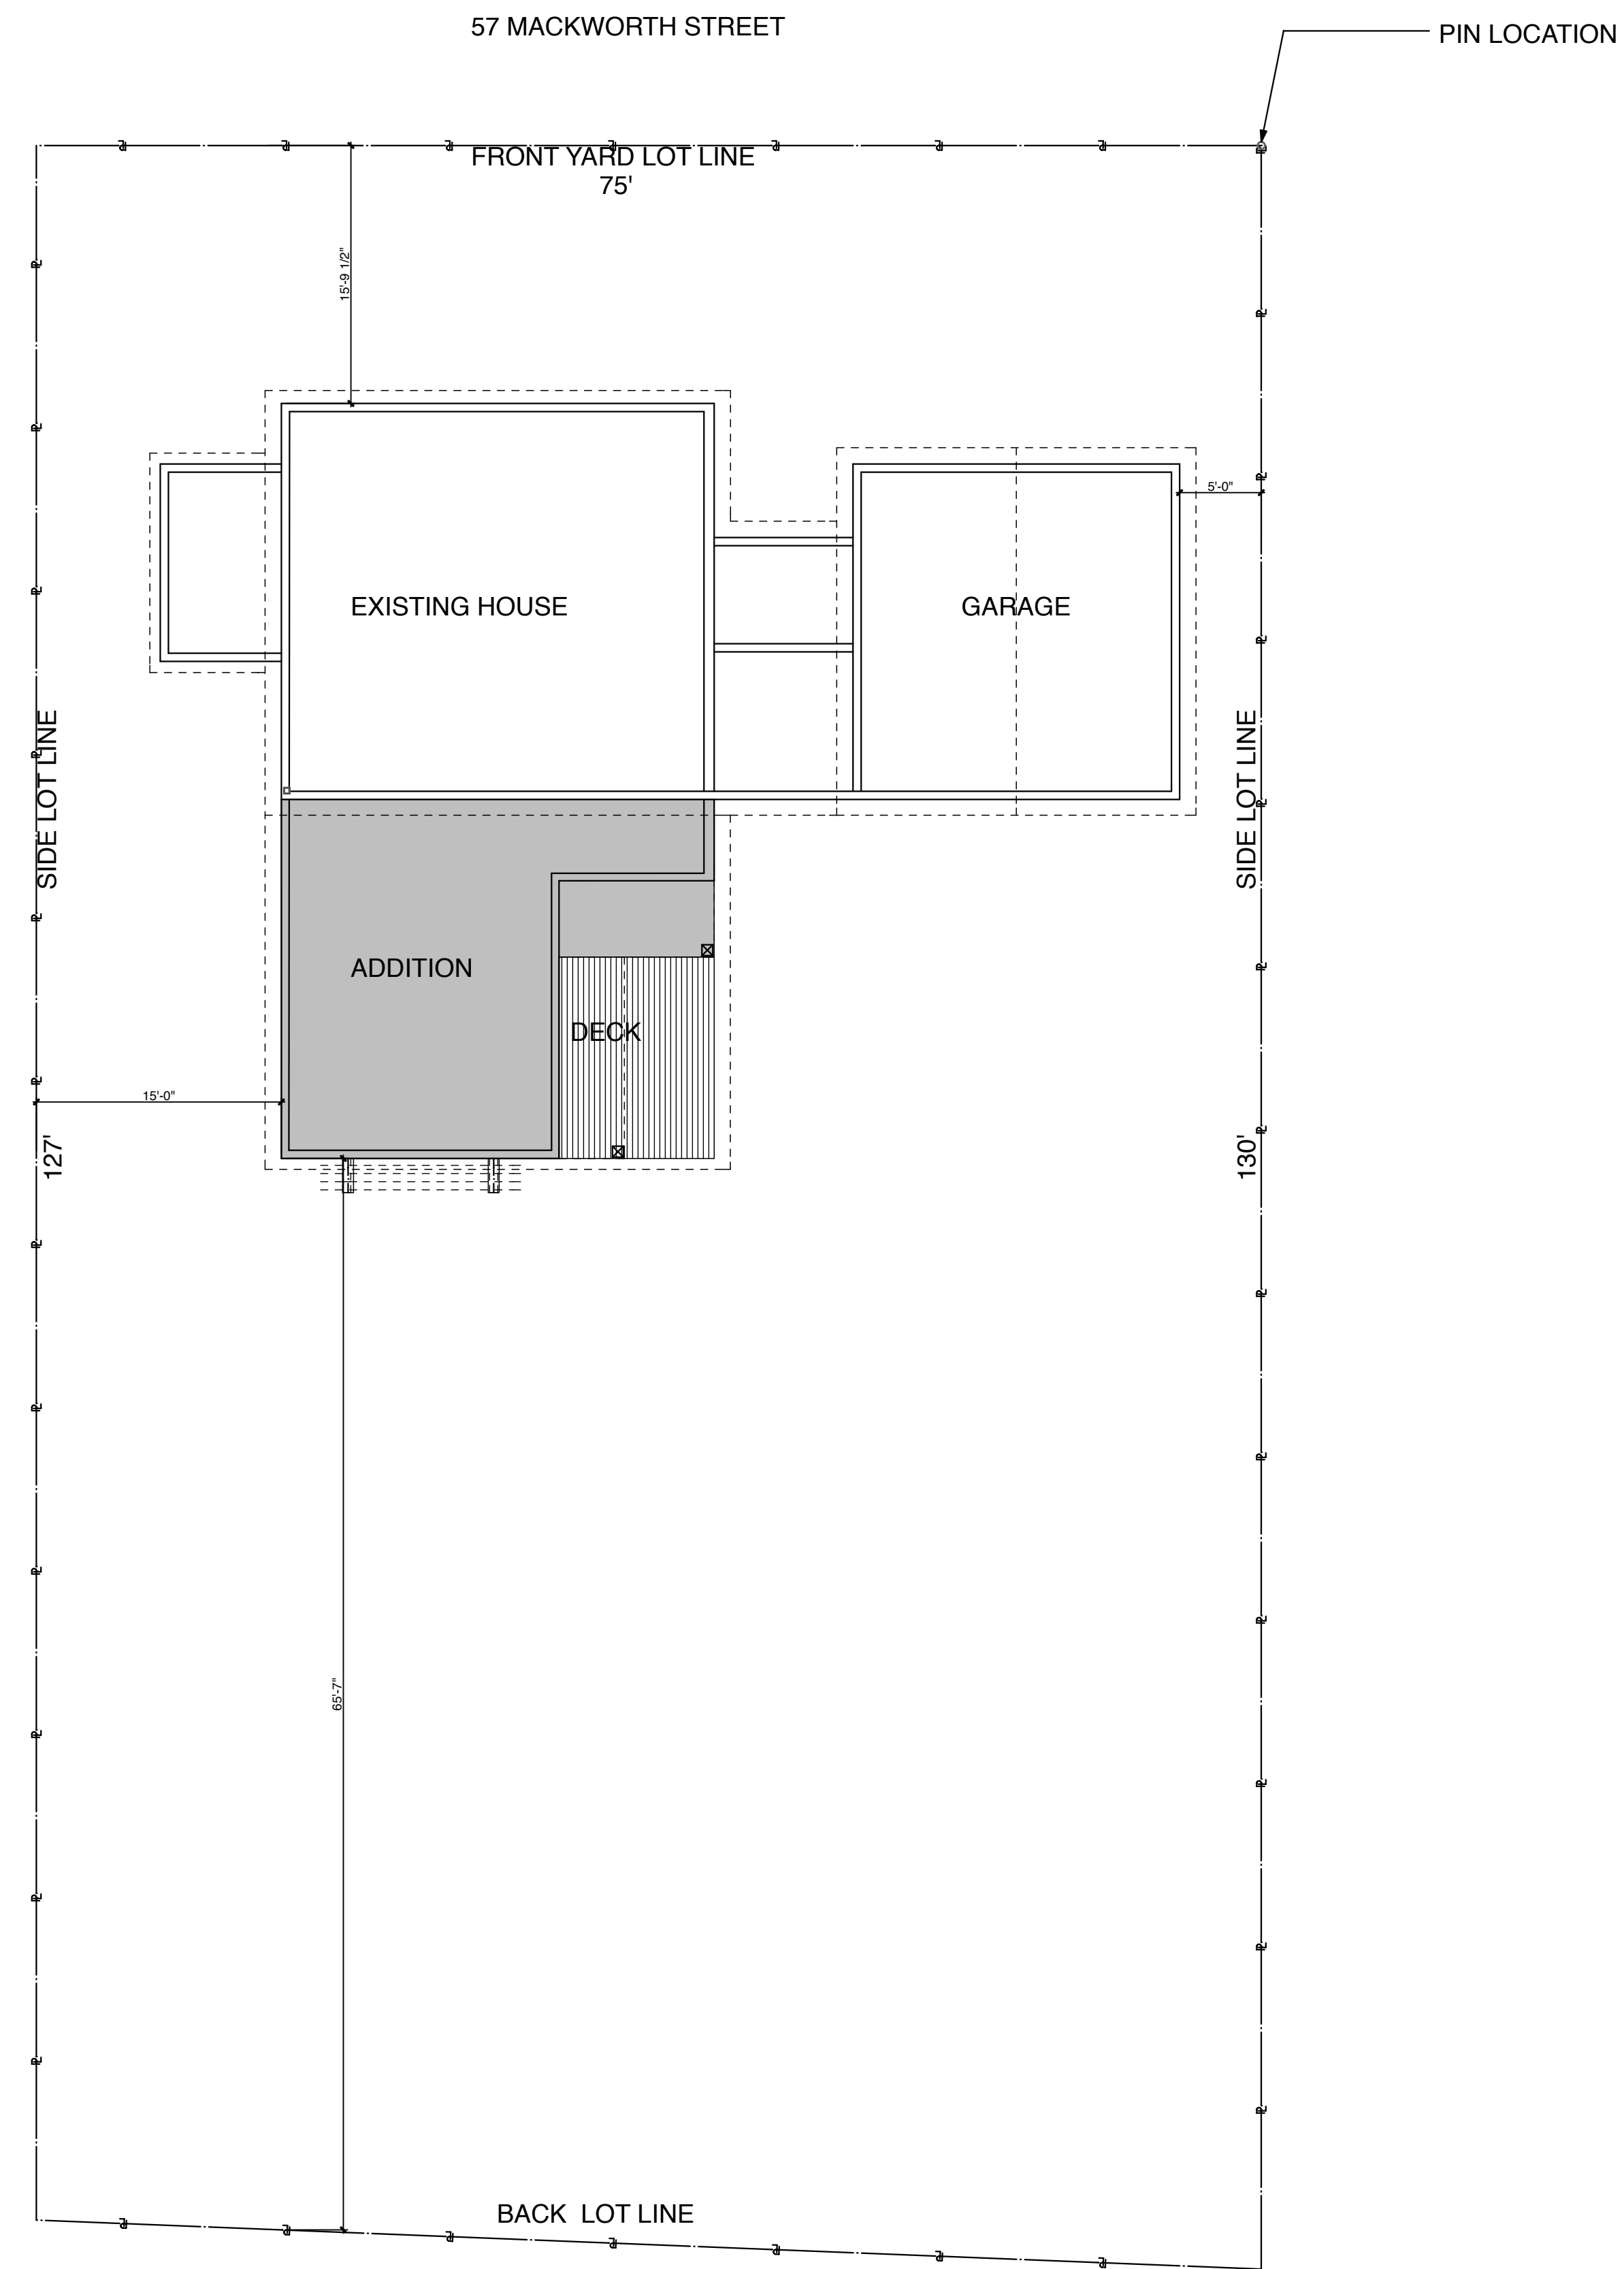 57 MACKWORTH STREET
PIN LOCATION
FRONT YARD LOT LINE
75'
15'-9 1/2"
5'-0"
EXISTING HOUSE
GARAGE
SIDE LOT LINE
SIDE LOT LINE
ADDITION
DECK
15'-0"
127'
130'
65'-7"
BACK LOT LINE